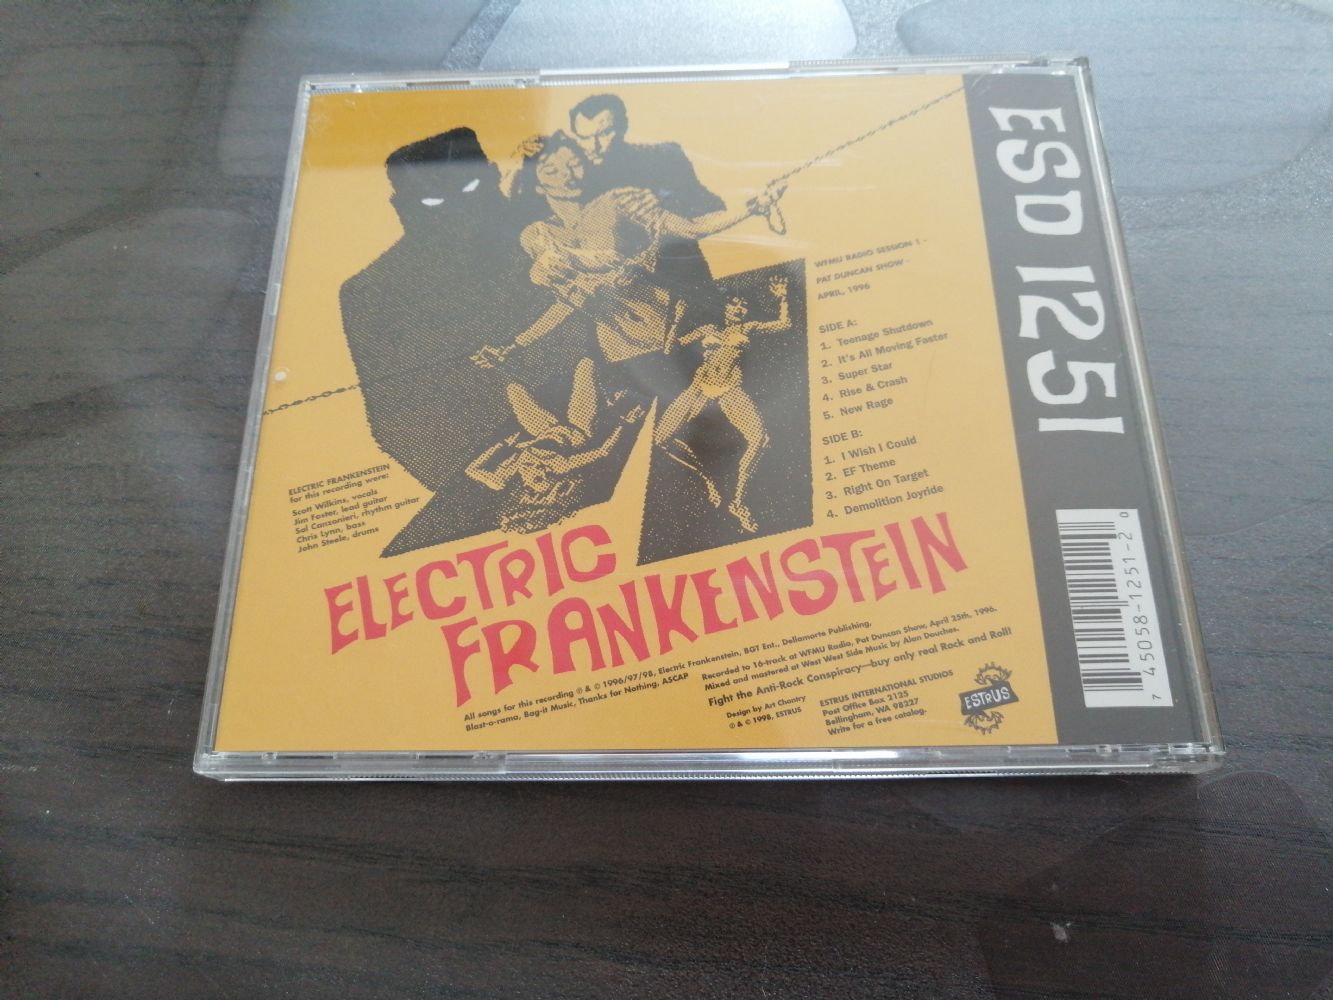 WFMU RADIO SESSION 1 -
PAT DUNCAN SHOW -
APRIL, 1996
SIDE A:
1. Teenage Shutdown
2. It's All Moving Faster
3. Super Star
4. Rise & Crash
5. New Rage
SIDE B:
1. I Wish I Could
2. EF Theme
3. Right On Target
4. Demolition Joyride
ELECTRIC FRANKENSTEIN
for this recording were:
Scott Wilkins, vocals
Jim Foster, lead guitar
Sal Canzonieri, rhythm guitar
Chris Lynn, bass
John Steele, drums
ELECTRIC
FRANKENSTEIN
All songs for this recording ℗ & © 1996/97/98, Electric Frankenstein, BGT Ent., Dellamorte Publishing,
Blast-o-rama, Bag-it Music, Thanks for Nothing, ASCAP
Recorded to 16-track at WFMU Radio, Pat Duncan Show, April 25th, 1996.
Mixed and mastered at West West Side Music by Alan Douches.
Fight the Anti-Rock Conspiracy—buy only real Rock and Roll!
Design by Art Chantry
℗ & © 1998, ESTRUS
ESTRUS INTERNATIONAL STUDIOS
Post Office Box 2125
Bellingham, WA 98227
Write for a free catalog.
ESTRUS
ESD 1251
7 45058-1251-2 0